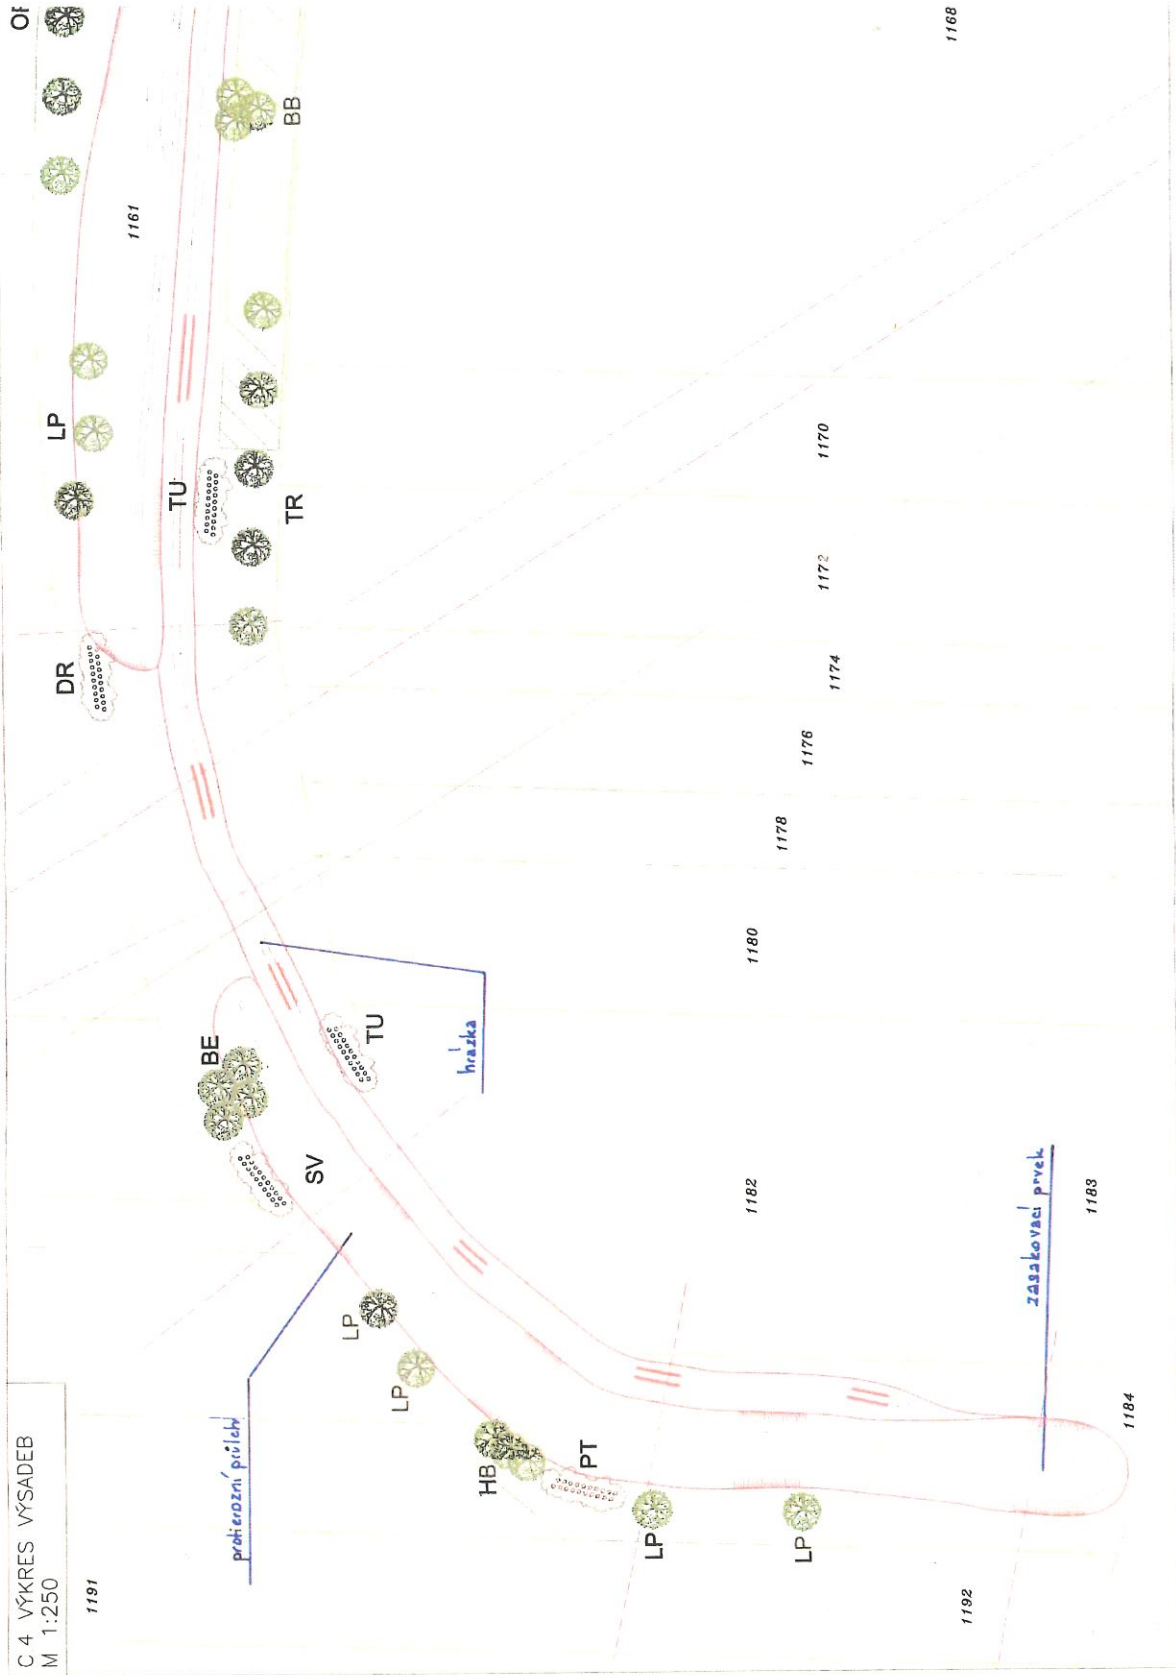 C 4 VÝKRES VÝSADEB
M 1:250
1191
protierozní průleh
LP
LP
HB
PT
LP
LP
1192
1184
zasakovací prvek
1183
1182
SV
BE
TU
hrázka
1180
1178
1176
1174
1172
1170
DR
LP
TU
TR
1161
BB
1168